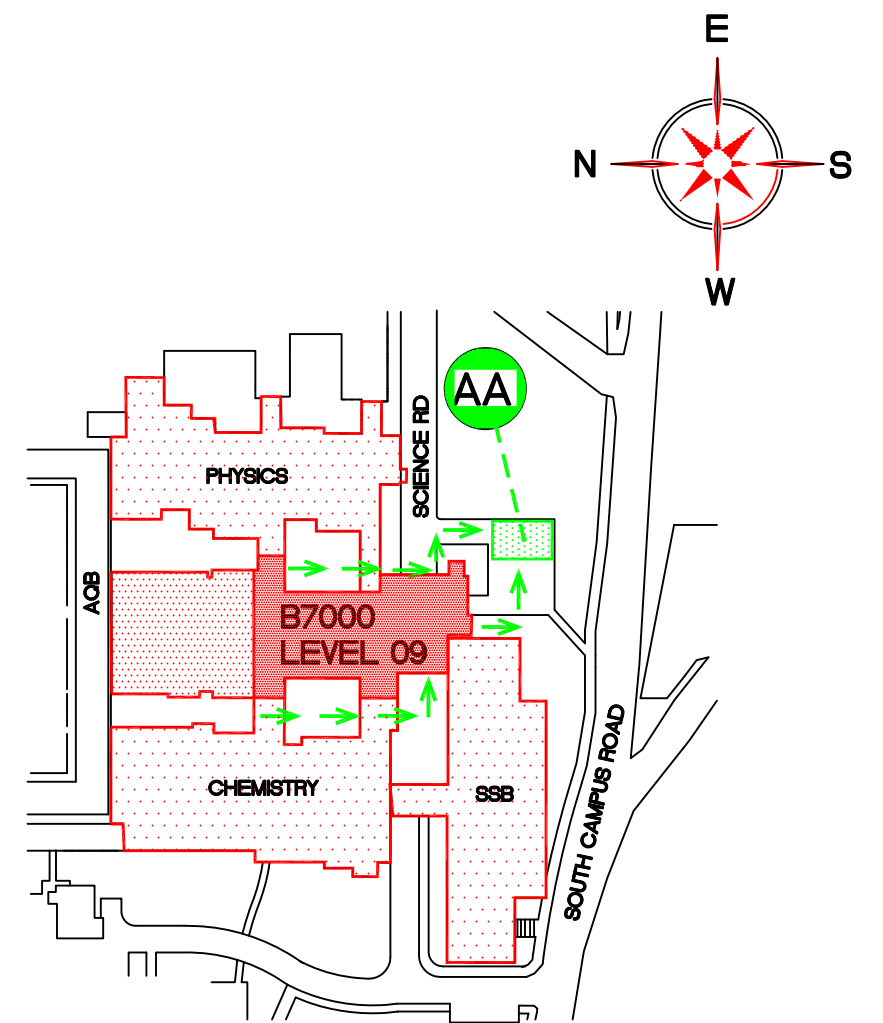 E
N
S
W
AA
SCIENCE RD
PHYSICS
AQB
B7000
LEVEL 09
CHEMISTRY
SSB
SOUTH CAMPUS ROAD